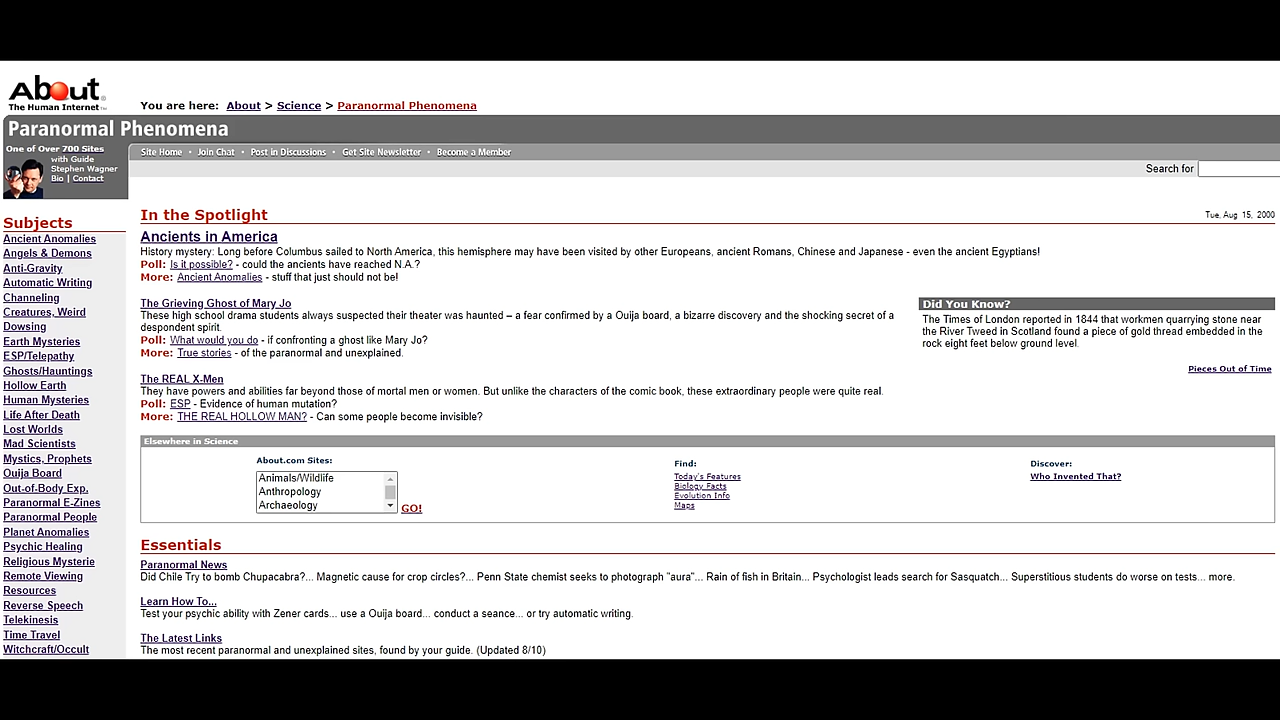 About
The Human Internet
You are here: About > Science > Paranormal Phenomena
Paranormal Phenomena
One of Over 700 Sites
with Guide
Stephen Wagner
Bio | Contact
Site Home • Join Chat • Post in Discussions • Get Site Newsletter • Become a Member
Search for
Subjects
Ancient Anomalies
Angels & Demons
Anti-Gravity
Automatic Writing
Channeling
Creatures, Weird
Dowsing
Earth Mysteries
ESP/Telepathy
Ghosts/Hauntings
Hollow Earth
Human Mysteries
Life After Death
Lost Worlds
Mad Scientists
Mystics, Prophets
Ouija Board
Out-of-Body Exp.
Paranormal E-Zines
Paranormal People
Planet Anomalies
Psychic Healing
Religious Mysterie
Remote Viewing
Resources
Reverse Speech
Telekinesis
Time Travel
Witchcraft/Occult
In the Spotlight
Tue, Aug 15, 2000
Ancients in America
History mystery: Long before Columbus sailed to North America, this hemisphere may have been visited by other Europeans, ancient Romans, Chinese and Japanese - even the ancient Egyptians!
Poll: Is it possible? - could the ancients have reached N.A.?
More: Ancient Anomalies - stuff that just should not be!
The Grieving Ghost of Mary Jo
These high school drama students always suspected their theater was haunted – a fear confirmed by a Ouija board, a bizarre discovery and the shocking secret of a
despondent spirit.
Poll: What would you do - if confronting a ghost like Mary Jo?
More: True stories - of the paranormal and unexplained.
Did You Know?
The Times of London reported in 1844 that workmen quarrying stone near
the River Tweed in Scotland found a piece of gold thread embedded in the
rock eight feet below ground level.
Pieces Out of Time
The REAL X-Men
They have powers and abilities far beyond those of mortal men or women. But unlike the characters of the comic book, these extraordinary people were quite real.
Poll: ESP - Evidence of human mutation?
More: THE REAL HOLLOW MAN? - Can some people become invisible?
Elsewhere in Science
About.com Sites:
Animals/Wildlife
Anthropology
Archaeology
GO!
Find:
Today's Features
Biology Facts
Evolution Info
Maps
Discover:
Who Invented That?
Essentials
Paranormal News
Did Chile Try to bomb Chupacabra?... Magnetic cause for crop circles?... Penn State chemist seeks to photograph "aura"... Rain of fish in Britain... Psychologist leads search for Sasquatch... Superstitious students do worse on tests... more.
Learn How To...
Test your psychic ability with Zener cards... use a Ouija board... conduct a seance... or try automatic writing.
The Latest Links
The most recent paranormal and unexplained sites, found by your guide. (Updated 8/10)